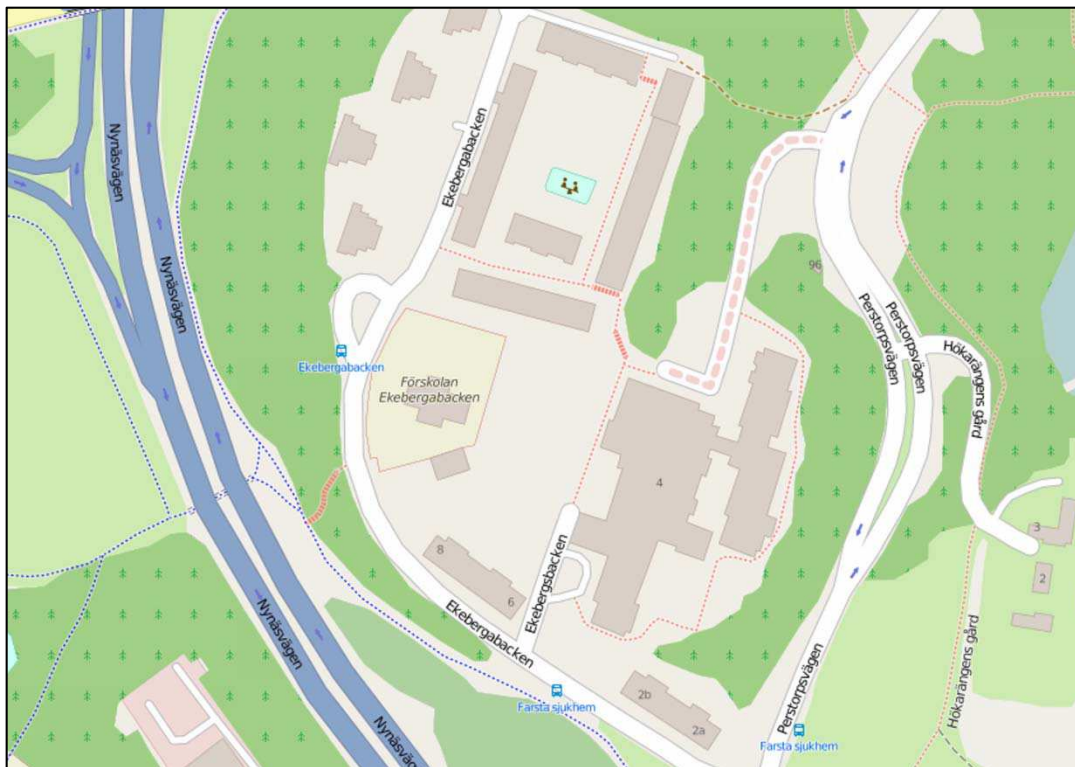 Nynäsvägen
Nynäsvägen
Ekebergabacken
96
Perstorpsvägen
Perstorpsvägen
Hökarängens gård
Ekebergabacken
Förskolan
Ekebergabacken
4
3
8
6
2
Ekebergsbacken
Ekebergabacken
Nynäsvägen
Nynäsvägen
Hökarängens gård
Perstorpsvägen
2b
2a
Farsta sjukhem
Farsta sjukhem